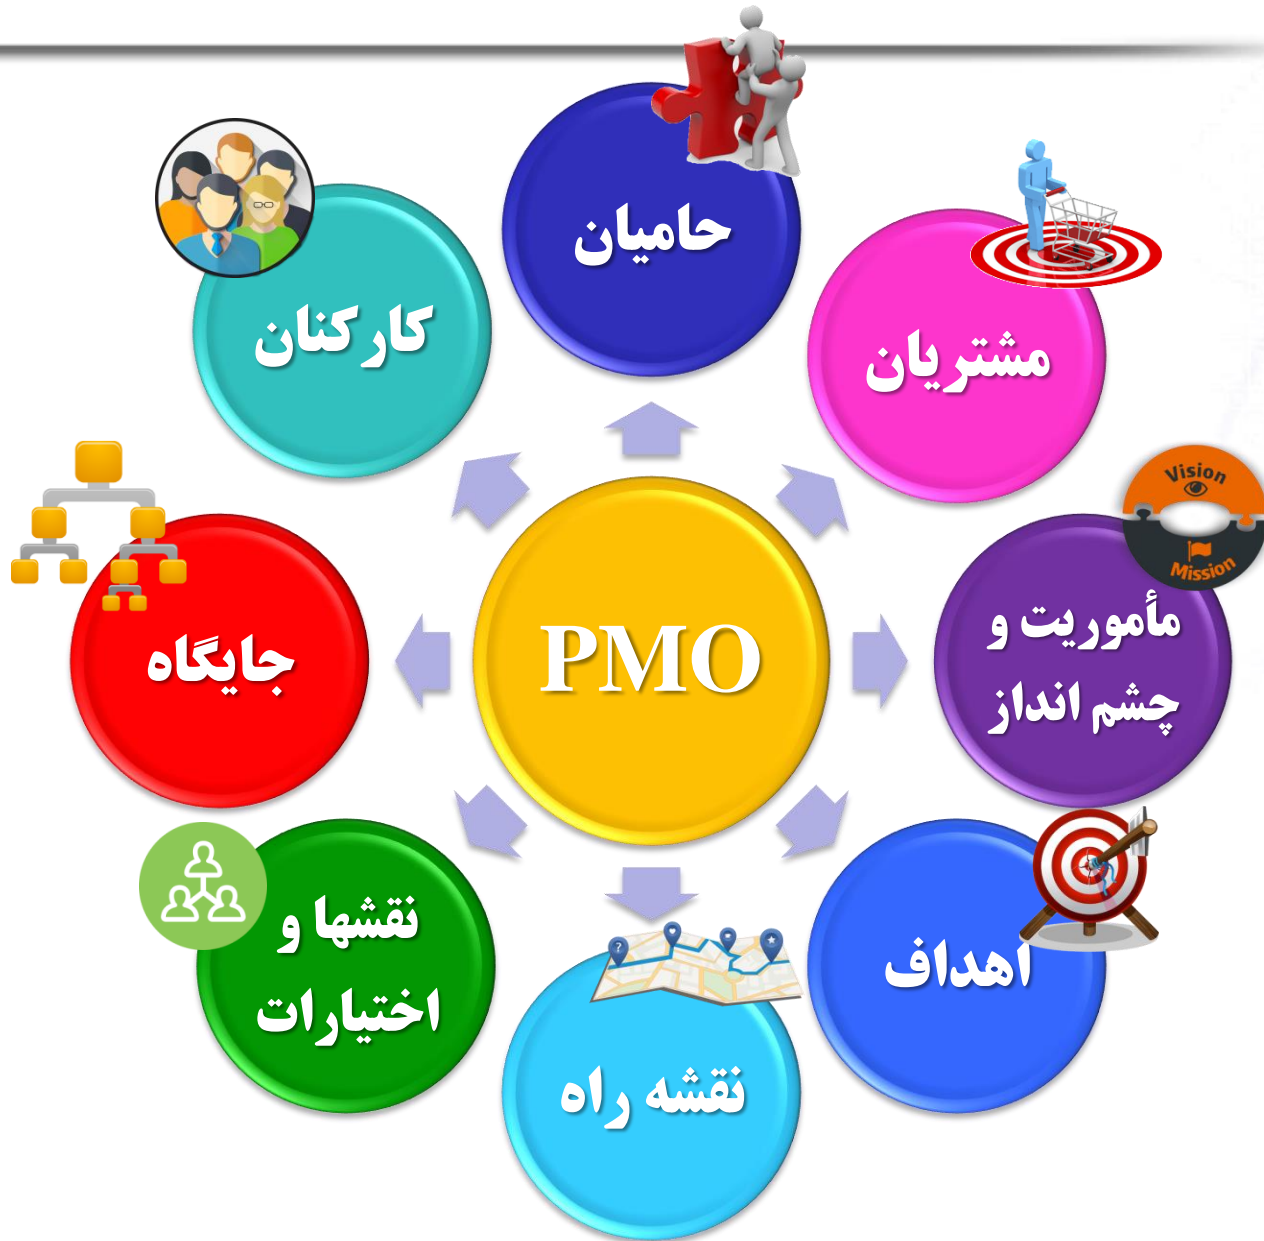 حامیان
مشتریان
Vision
Mission
مأموریت و
چشم انداز
اهداف
نقشه راه
نقشها و
اختیارات
جایگاه
کارکنان
PMO
?